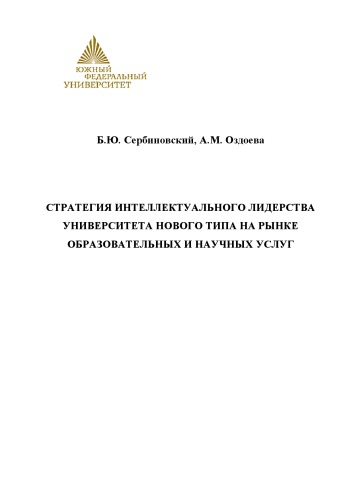 ЮЖНЫЙ
ФЕДЕРАЛЬНЫЙ
УНИВЕРСИТЕТ
Б.Ю. Сербиновский, А.М. Оздоева
СТРАТЕГИЯ ИНТЕЛЛЕКТУАЛЬНОГО ЛИДЕРСТВА
УНИВЕРСИТЕТА НОВОГО ТИПА НА РЫНКЕ
ОБРАЗОВАТЕЛЬНЫХ И НАУЧНЫХ УСЛУГ